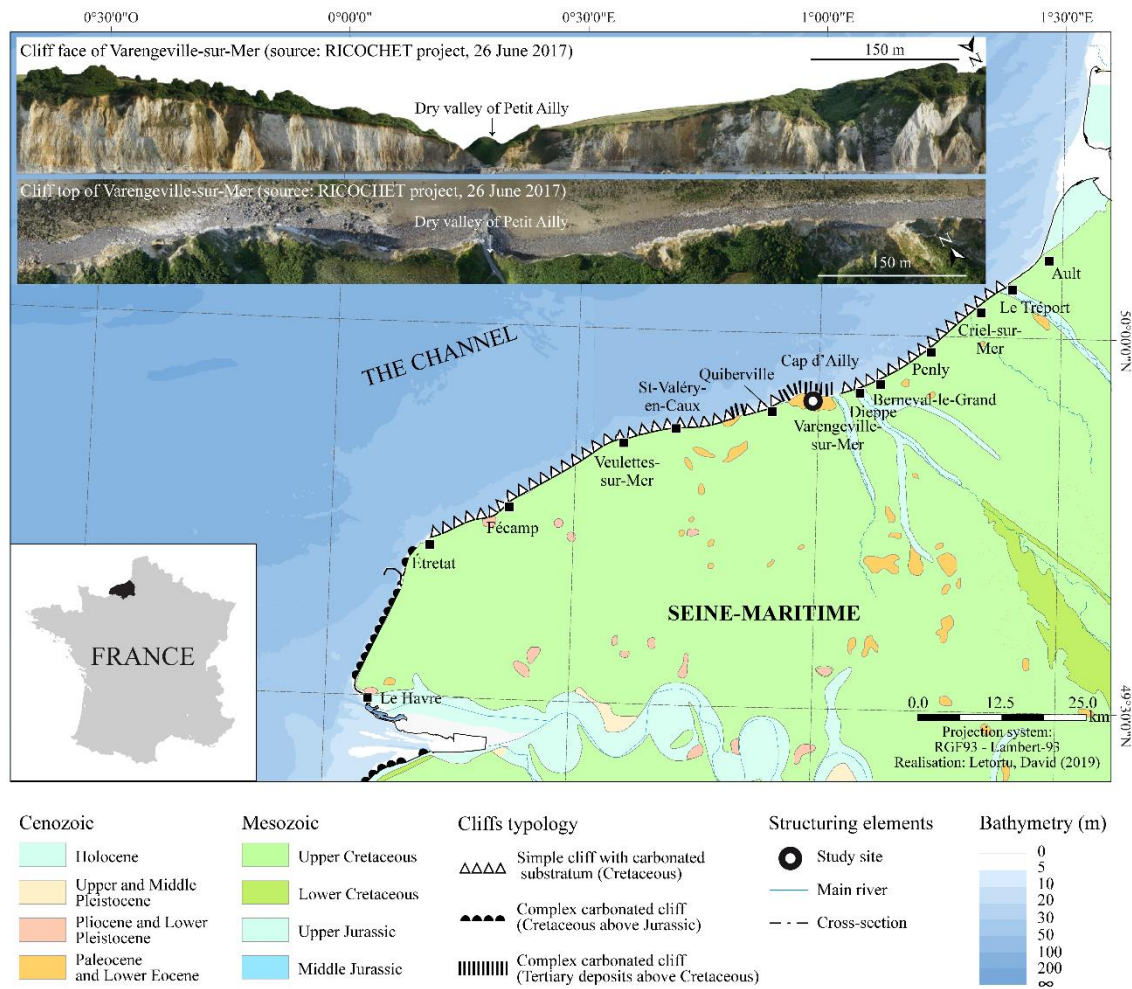 0°30'0"O 0°00'0" 0°30'0"E 1°00'0"E 1°30'0"E
Cliff face of Varengeville-sur-Mer (source: RICOCHET project, 26 June 2017)
150 m
N
Dry valley of Petit Ailly
Cliff top of Varengeville-sur-Mer (source: RICOCHET project, 26 June 2017)
Dry valley of Petit Ailly
N
150 m
Ault
Le Tréport
Criel-sur-
Mer
50°00'0"N
THE CHANNEL
Penly
Cap d'Ailly
Quiberville
St-Valéry-
en-Caux
Berneval-le-Grand
Dieppe
Varengeville-
sur-Mer
Veulettes-
sur-Mer
Fécamp
Étretat
SEINE-MARITIME
FRANCE
Le Havre
49°30'0"N
0.0 12.5 25.0
km
Projection system:
RGF93 - Lambert-93
Realisation: Letortu, David (2019)
Cenozoic
Holocene
Upper and Middle
Pleistocene
Pliocene and Lower
Pleistocene
Paleocene
and Lower Eocene
Mesozoic
Upper Cretaceous
Lower Cretaceous
Upper Jurassic
Middle Jurassic
Cliffs typology
Simple cliff with carbonated
substratum (Cretaceous)
Complex carbonated cliff
(Cretaceous above Jurassic)
Complex carbonated cliff
(Tertiary deposits above Cretaceous)
Structuring elements
Study site
Main river
Cross-section
Bathymetry (m)
0
5
10
20
30
50
100
200
∞